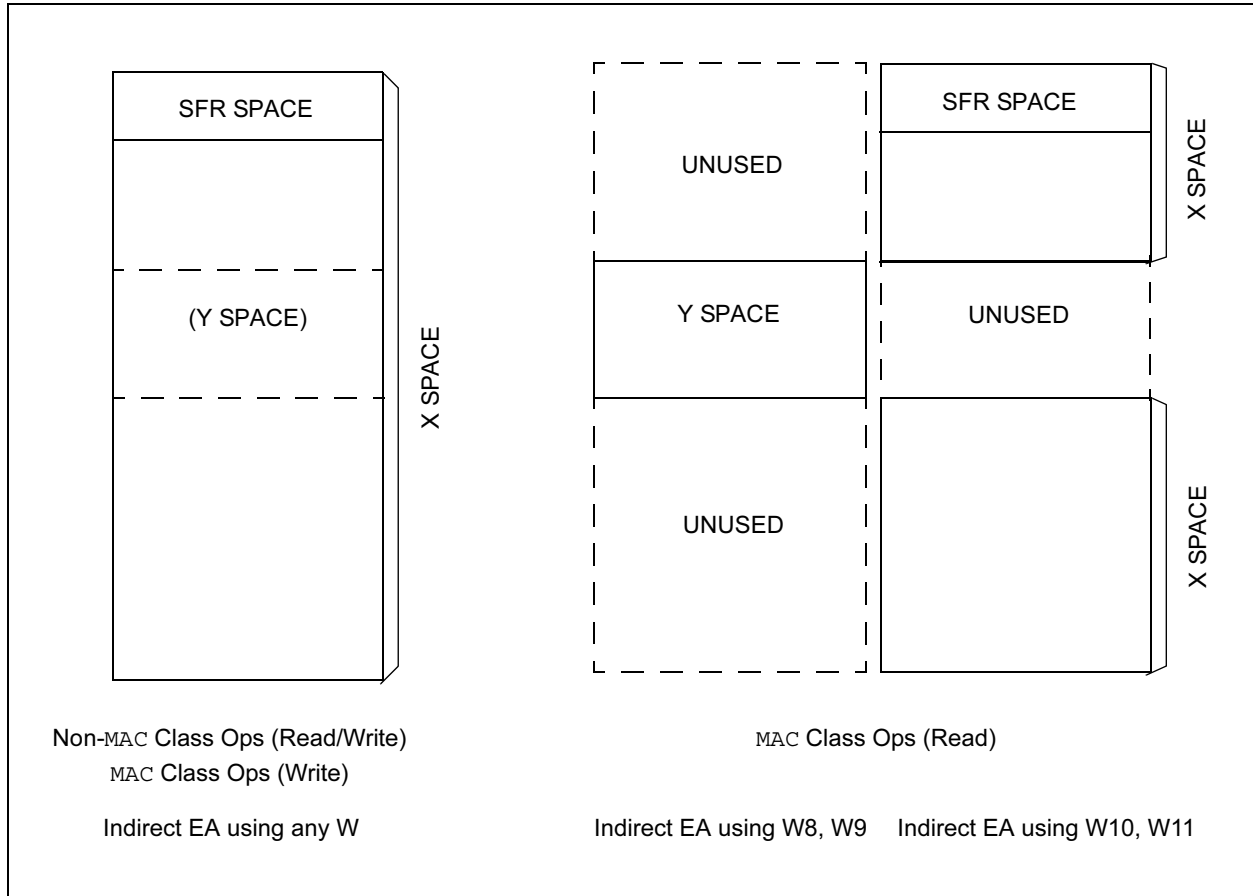 SFR SPACE
(Y SPACE)
X SPACE
Non-MAC Class Ops (Read/Write)
MAC Class Ops (Write)
Indirect EA using any W
UNUSED
Y SPACE
UNUSED
SFR SPACE
X SPACE
UNUSED
X SPACE
MAC Class Ops (Read)
Indirect EA using W8, W9
Indirect EA using W10, W11